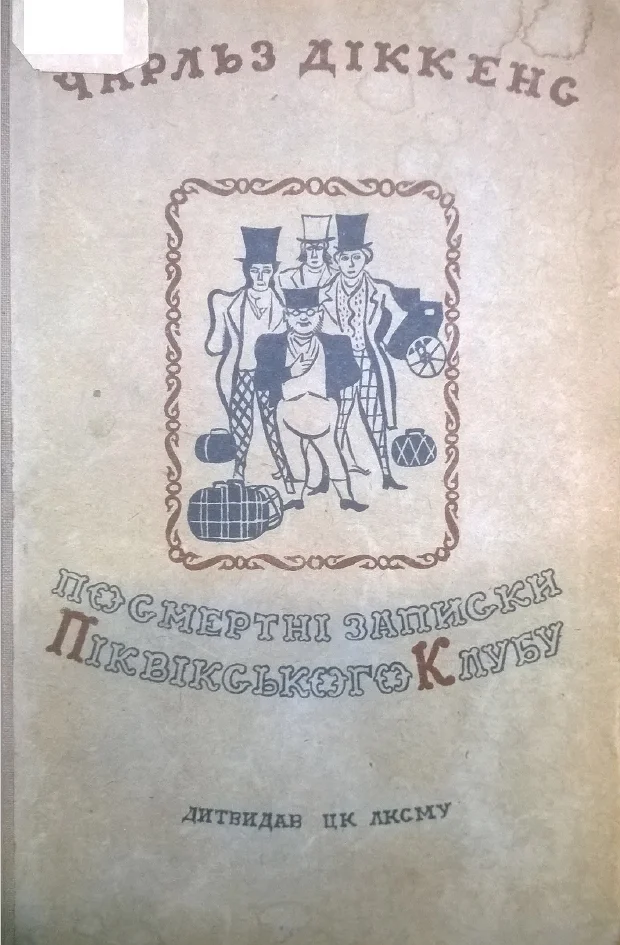 ЧАРЛЬЗ ДІККЕНС
ПОСМЕРТНІ ЗАПИСКИ
ПІКВІКСЬКОГО КЛУБУ
ДИТВИДАВ ЦК ЛКСМУ